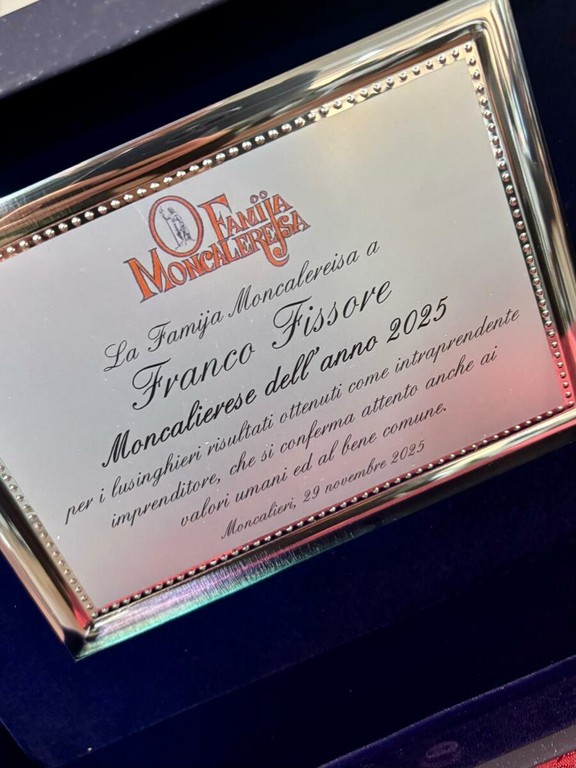 Famija
Moncalereisa
La Famija Moncalereisa a
Franco Fissore
Moncalierese dell'anno 2025
per i lusinghieri risultati ottenuti come intraprendente
imprenditore, che si conferma attento anche ai
valori umani ed al bene comune.
Moncalieri, 29 novembre 2025